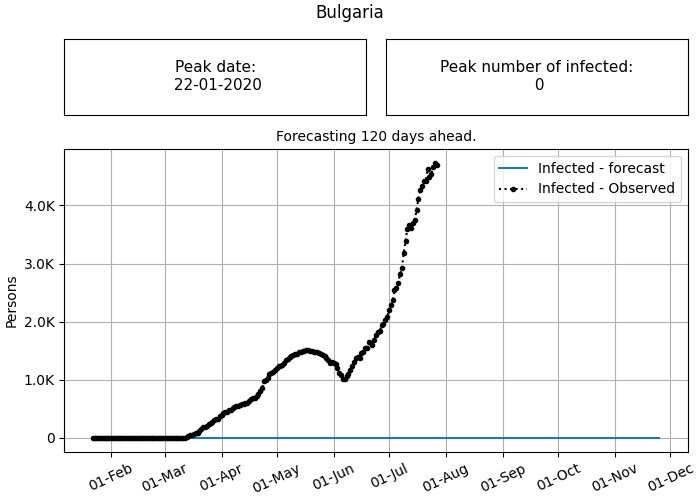 Bulgaria
Peak date:
22-01-2020
Peak number of infected:
0
Forecasting 120 days ahead.
Infected - forecast
Infected - Observed
Persons
4.0K
3.0K
2.0K
1.0K
0
01-Feb
01-Mar
01-Apr
01-May
01-Jun
01-Jul
01-Aug
01-Sep
01-Oct
01-Nov
01-Dec